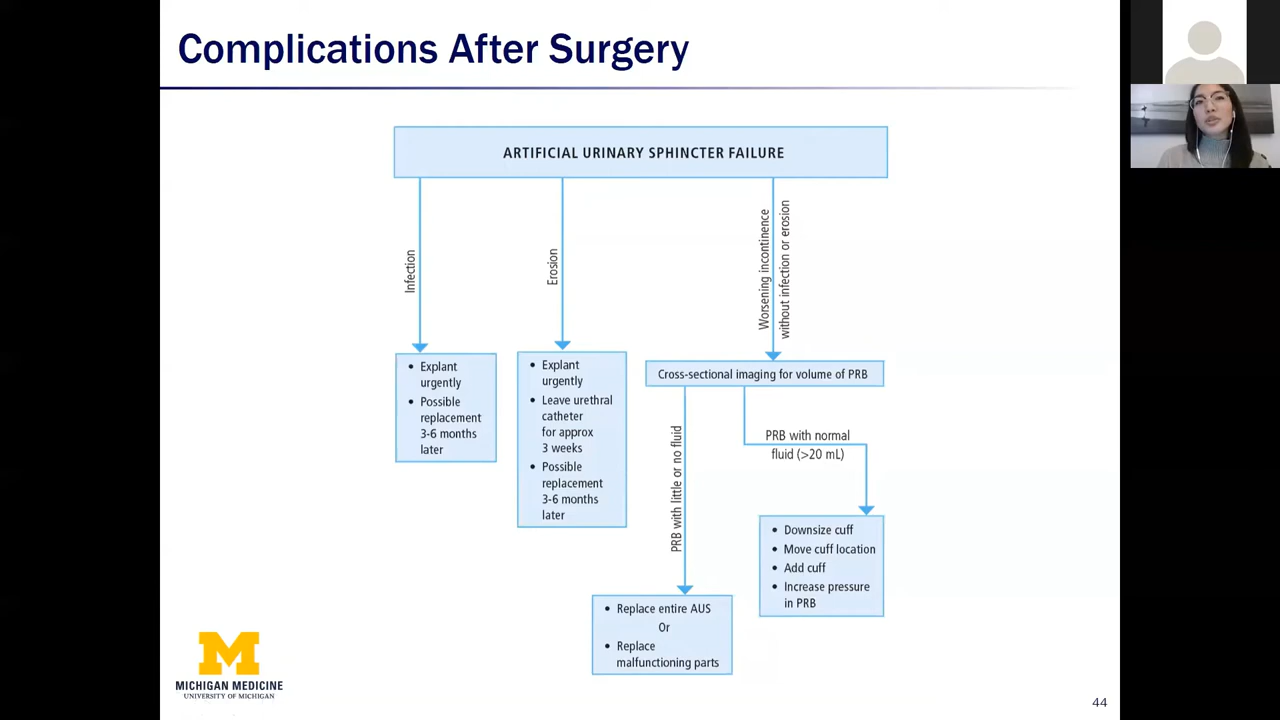 Complications After Surgery
ARTIFICIAL URINARY SPHINCTER FAILURE
Infection
Erosion
Worsening incontinence
without infection or erosion
• Explant
urgently
• Possible
replacement
3-6 months
later
• Explant
urgently
• Leave urethral
catheter
for approx
3 weeks
• Possible
replacement
3-6 months
later
Cross-sectional imaging for volume of PRB
PRB with little or no fluid
PRB with normal
fluid (>20 mL)
• Downsize cuff
• Move cuff location
• Add cuff
• Increase pressure
in PRB
• Replace entire AUS
Or
• Replace
malfunctioning parts
M
MICHIGAN MEDICINE
UNIVERSITY OF MICHIGAN
44